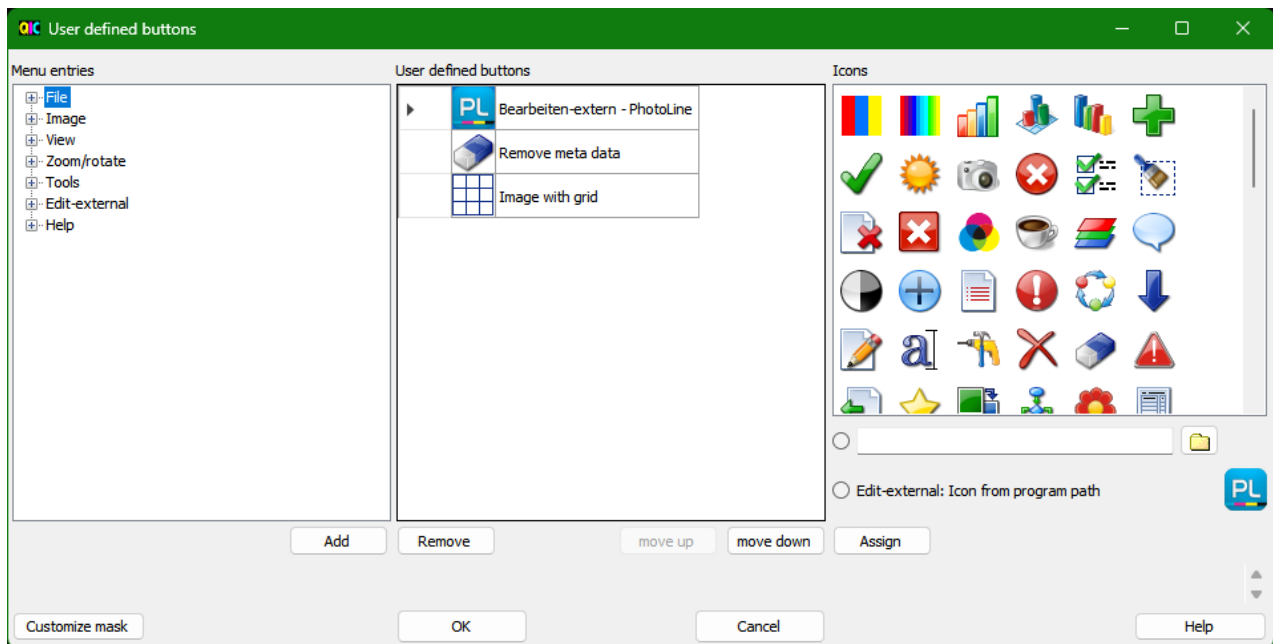 User defined buttons
Menu entries
File
Image
View
Zoom/rotate
Tools
Edit-external
Help
Add
User defined buttons
PL Bearbeiten-extern - PhotoLine
Remove meta data
Image with grid
Remove
move up
move down
Icons
a
Edit-external: Icon from program path
PL
Assign
Customize mask
OK
Cancel
Help